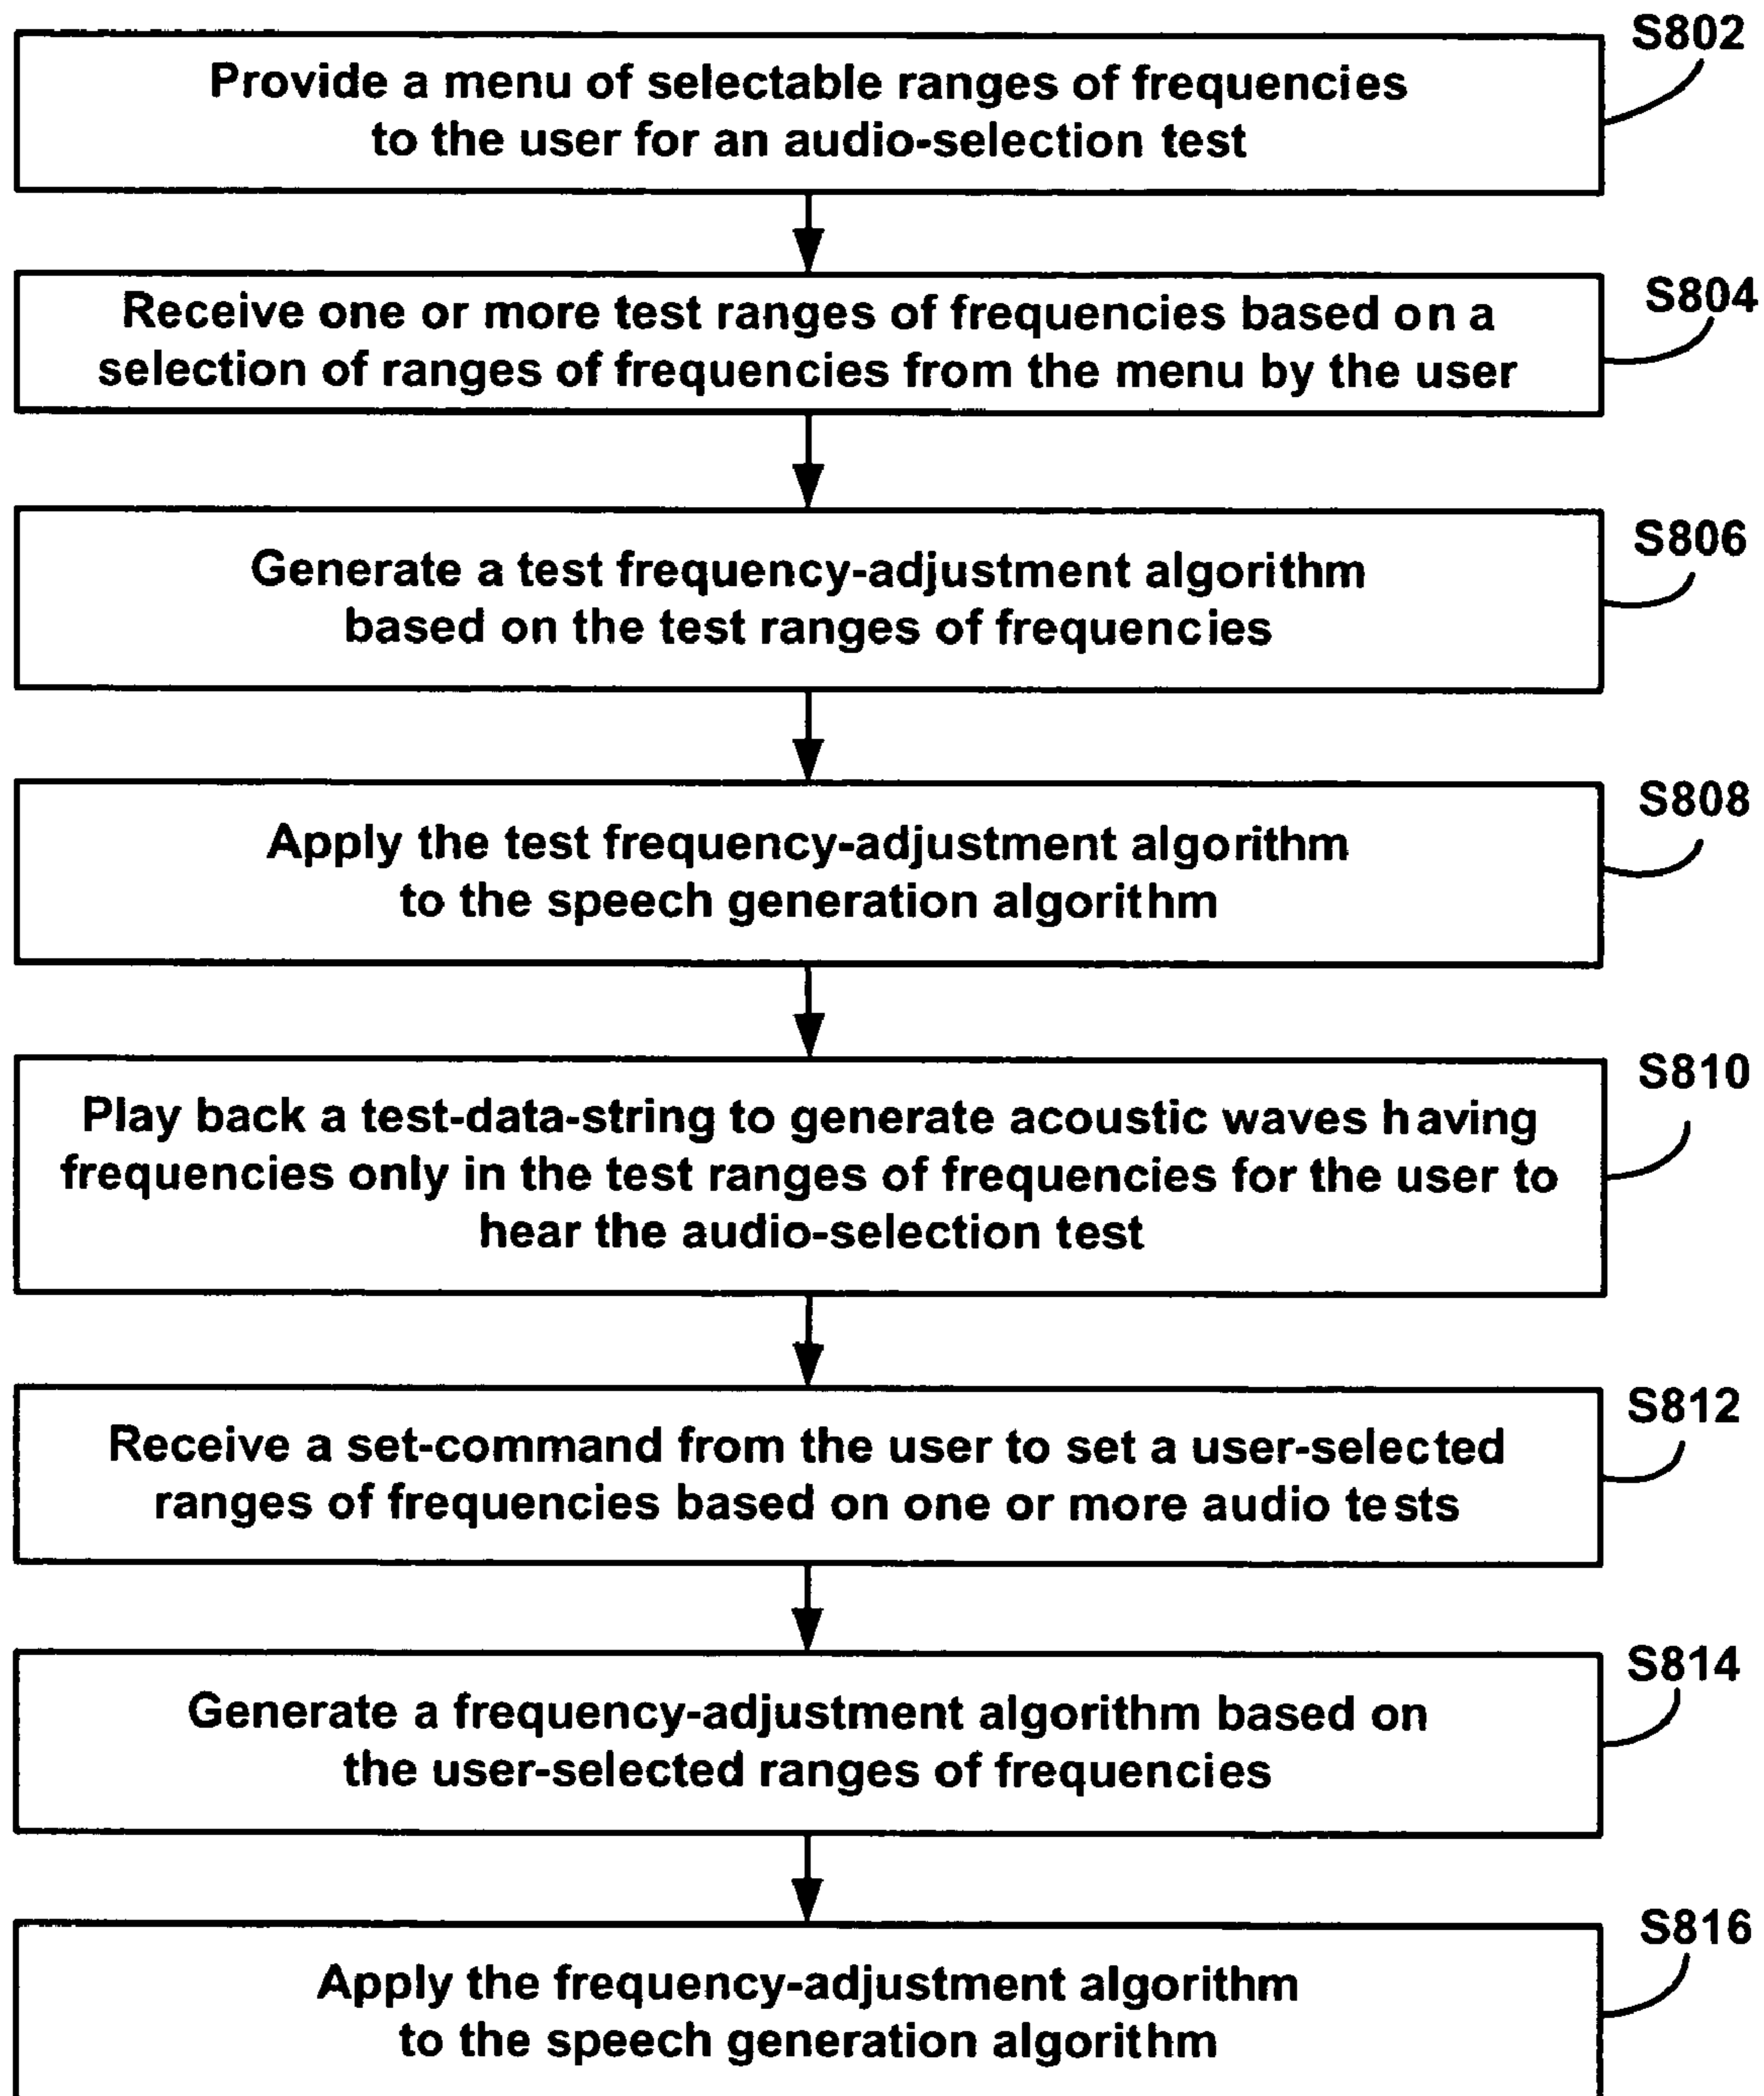 S802
Provide a menu of selectable ranges of frequencies
to the user for an audio-selection test
S804
Receive one or more test ranges of frequencies based on a
selection of ranges of frequencies from the menu by the user
S806
Generate a test frequency-adjustment algorithm
based on the test ranges of frequencies
S808
Apply the test frequency-adjustment algorithm
to the speech generation algorithm
S810
Play back a test-data-string to generate acoustic waves having
frequencies only in the test ranges of frequencies for the user to
hear the audio-selection test
S812
Receive a set-command from the user to set a user-selected
ranges of frequencies based on one or more audio tests
S814
Generate a frequency-adjustment algorithm based on
the user-selected ranges of frequencies
S816
Apply the frequency-adjustment algorithm
to the speech generation algorithm